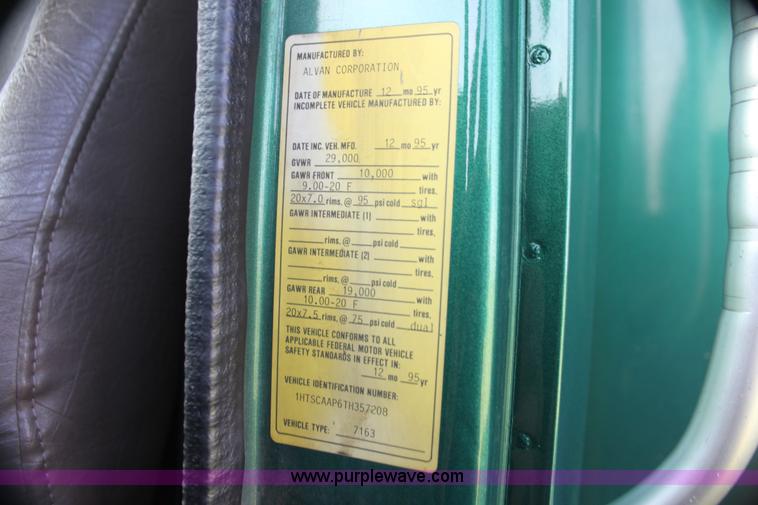 MANUFACTURED BY:
ALVAN CORPORATION
DATE OF MANUFACTURE 12 mo 95 yr
INCOMPLETE VEHICLE MANUFACTURED BY:
DATE INC. VEH. MFD. 12 mo 95 yr
GVWR 29,000
GAWR FRONT 10,000 with
9.00-20 F tires,
20x7.0 rims, @ 95 psi cold sgl
GAWR INTERMEDIATE (1) with
tires,
rims, @ psi cold
GAWR INTERMEDIATE (2) with
tires,
rims, @ psi cold
GAWR REAR 19,000 with
10.00-20 F tires,
20x7.5 rims, @ 75 psi cold dual
THIS VEHICLE CONFORMS TO ALL
APPLICABLE FEDERAL MOTOR VEHICLE
SAFETY STANDARDS IN EFFECT IN:
12 mo 95 yr
VEHICLE IDENTIFICATION NUMBER:
1HTSCAAP6TH357208
VEHICLE TYPE: 7163
www.purplewave.com